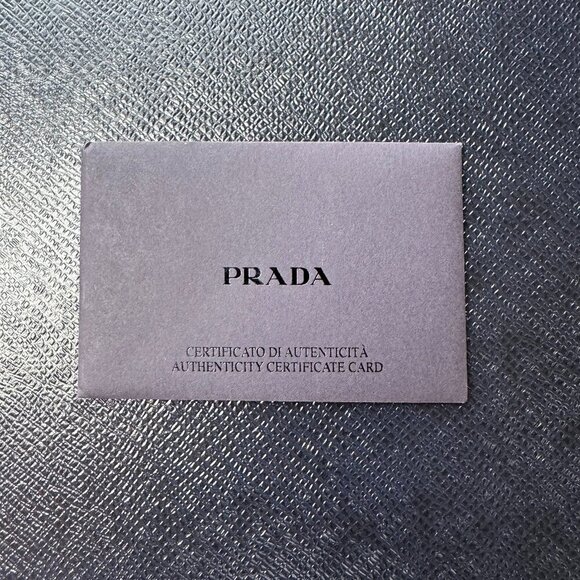 PRADA
CERTIFICATO DI AUTENTICITÀ
AUTHENTICITY CERTIFICATE CARD